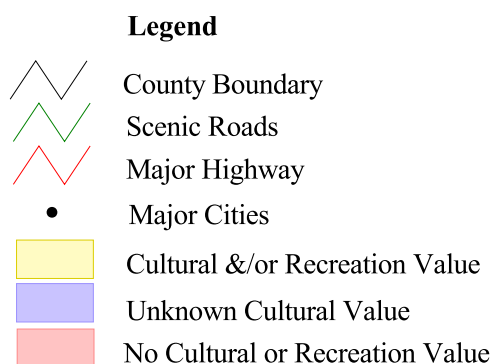 Legend
County Boundary
Scenic Roads
Major Highway
Major Cities
Cultural &/or Recreation Value
Unknown Cultural Value
No Cultural or Recreation Value